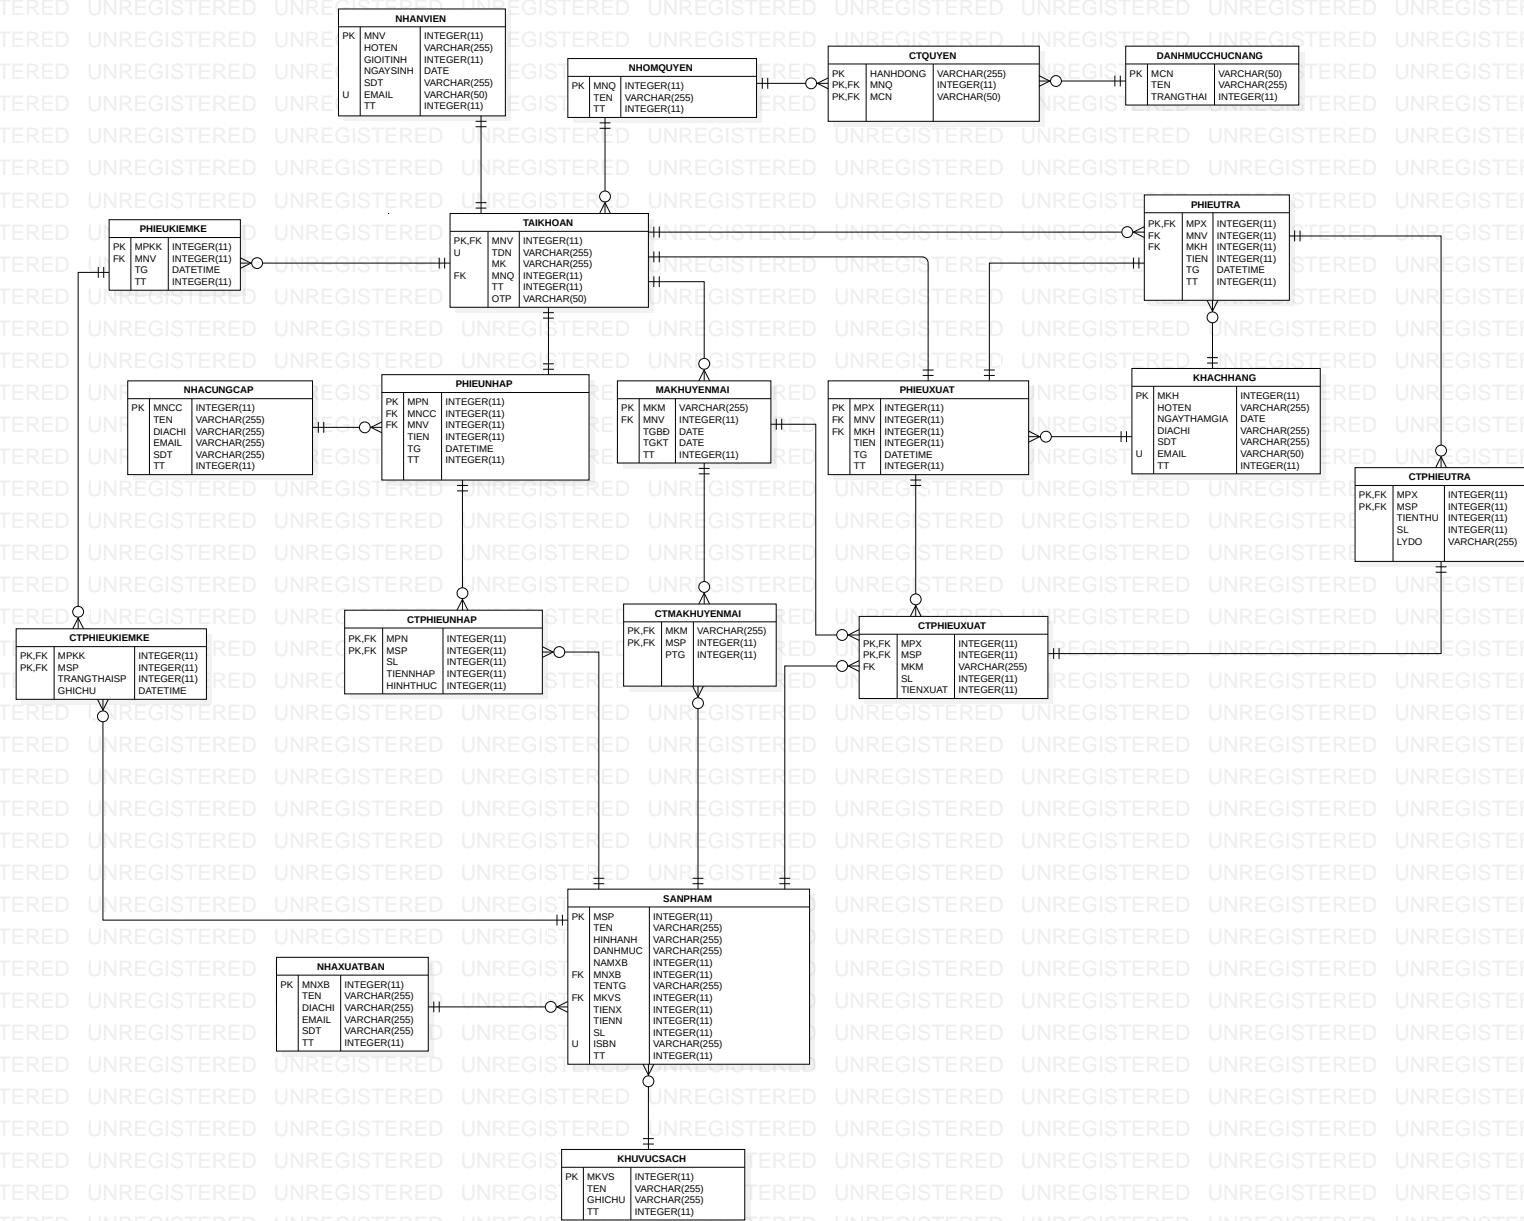 NHANVIEN
PK MNV INTEGER(11)
HOTEN VARCHAR(255)
GIOITINH INTEGER(11)
NGAYSINH DATE
SDT VARCHAR(255)
U EMAIL VARCHAR(50)
TT INTEGER(11)
NHOMQUYEN
PK MNQ INTEGER(11)
TEN VARCHAR(255)
TT INTEGER(11)
CTQUYEN
PK HANHDONG VARCHAR(255)
PK,FK MNQ INTEGER(11)
PK,FK MCN VARCHAR(50)
DANHMUCCHUCNANG
PK MCN VARCHAR(50)
TEN VARCHAR(255)
TRANGTHAI INTEGER(11)
PHIEUKIEMKE
PK MPKK INTEGER(11)
FK MNV INTEGER(11)
TG DATETIME
TT INTEGER(11)
TAIKHOAN
PK,FK MNV INTEGER(11)
U TDN VARCHAR(255)
MK VARCHAR(255)
FK MNQ INTEGER(11)
TT INTEGER(11)
OTP VARCHAR(50)
PHIEUTRA
PK,FK MPX INTEGER(11)
FK MNV INTEGER(11)
FK MKH INTEGER(11)
TIEN INTEGER(11)
TG DATETIME
TT INTEGER(11)
NHACUNGCAP
PK MNCC INTEGER(11)
TEN VARCHAR(255)
DIACHI VARCHAR(255)
EMAIL VARCHAR(255)
SDT VARCHAR(255)
TT INTEGER(11)
PHIEUNHAP
PK MPN INTEGER(11)
FK MNCC INTEGER(11)
FK MNV INTEGER(11)
TIEN INTEGER(11)
TG DATETIME
TT INTEGER(11)
MAKHUYENMAI
PK MKM VARCHAR(255)
FK MNV INTEGER(11)
TGBĐ DATE
TGKT DATE
TT INTEGER(11)
PHIEUXUAT
PK MPX INTEGER(11)
FK MNV INTEGER(11)
FK MKH INTEGER(11)
TIEN INTEGER(11)
TG DATETIME
TT INTEGER(11)
KHACHHANG
PK MKH INTEGER(11)
HOTEN VARCHAR(255)
NGAYTHAMGIA DATE
DIACHI VARCHAR(255)
SDT VARCHAR(255)
U EMAIL VARCHAR(50)
TT INTEGER(11)
CTPHIEUTRA
PK,FK MPX INTEGER(11)
PK,FK MSP INTEGER(11)
TIENTHU INTEGER(11)
SL INTEGER(11)
LYDO VARCHAR(255)
CTPHIEUKIEMKE
PK,FK MPKK INTEGER(11)
PK,FK MSP INTEGER(11)
TRANGTHAISP INTEGER(11)
GHICHU DATETIME
CTPHIEUNHAP
PK,FK MPN INTEGER(11)
PK,FK MSP INTEGER(11)
SL INTEGER(11)
TIENNHAP INTEGER(11)
HINHTHUC INTEGER(11)
CTMAKHUYENMAI
PK,FK MKM VARCHAR(255)
PK,FK MSP INTEGER(11)
PTG INTEGER(11)
CTPHIEUXUAT
PK,FK MPX INTEGER(11)
PK,FK MSP INTEGER(11)
FK MKM VARCHAR(255)
SL INTEGER(11)
TIENXUAT INTEGER(11)
SANPHAM
PK MSP INTEGER(11)
TEN VARCHAR(255)
HINHANH VARCHAR(255)
DANHMUC VARCHAR(255)
NAMXB INTEGER(11)
FK MNXB INTEGER(11)
TENTG VARCHAR(255)
FK MKVS INTEGER(11)
TIENX INTEGER(11)
TIENN INTEGER(11)
SL INTEGER(11)
U ISBN VARCHAR(255)
TT INTEGER(11)
NHAXUATBAN
PK MNXB INTEGER(11)
TEN VARCHAR(255)
DIACHI VARCHAR(255)
EMAIL VARCHAR(255)
SDT VARCHAR(255)
TT INTEGER(11)
KHUVUCSACH
PK MKVS INTEGER(11)
TEN VARCHAR(255)
GHICHU VARCHAR(255)
TT INTEGER(11)